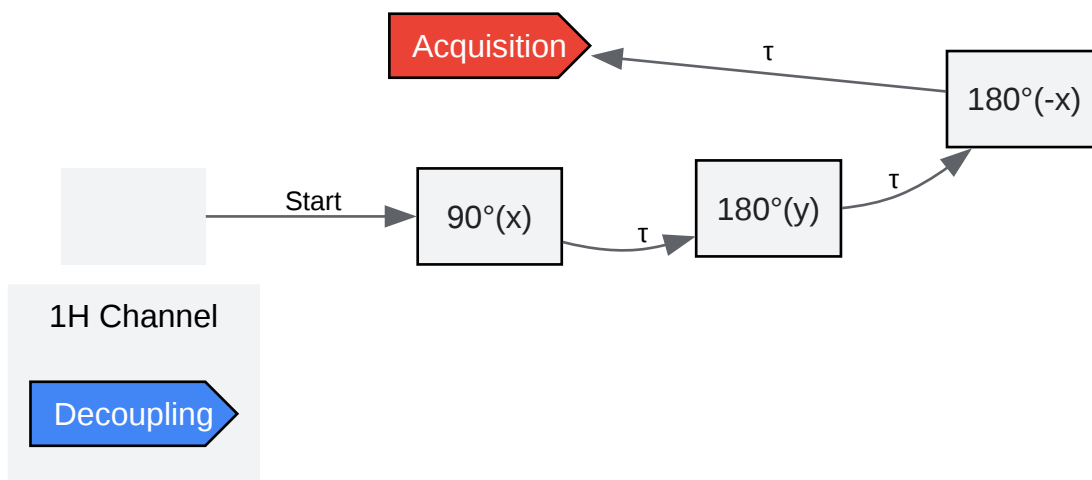 Acquisition
τ
180°(-x)
Start
90°(x)
τ
180°(y)
τ
1H Channel
Decoupling